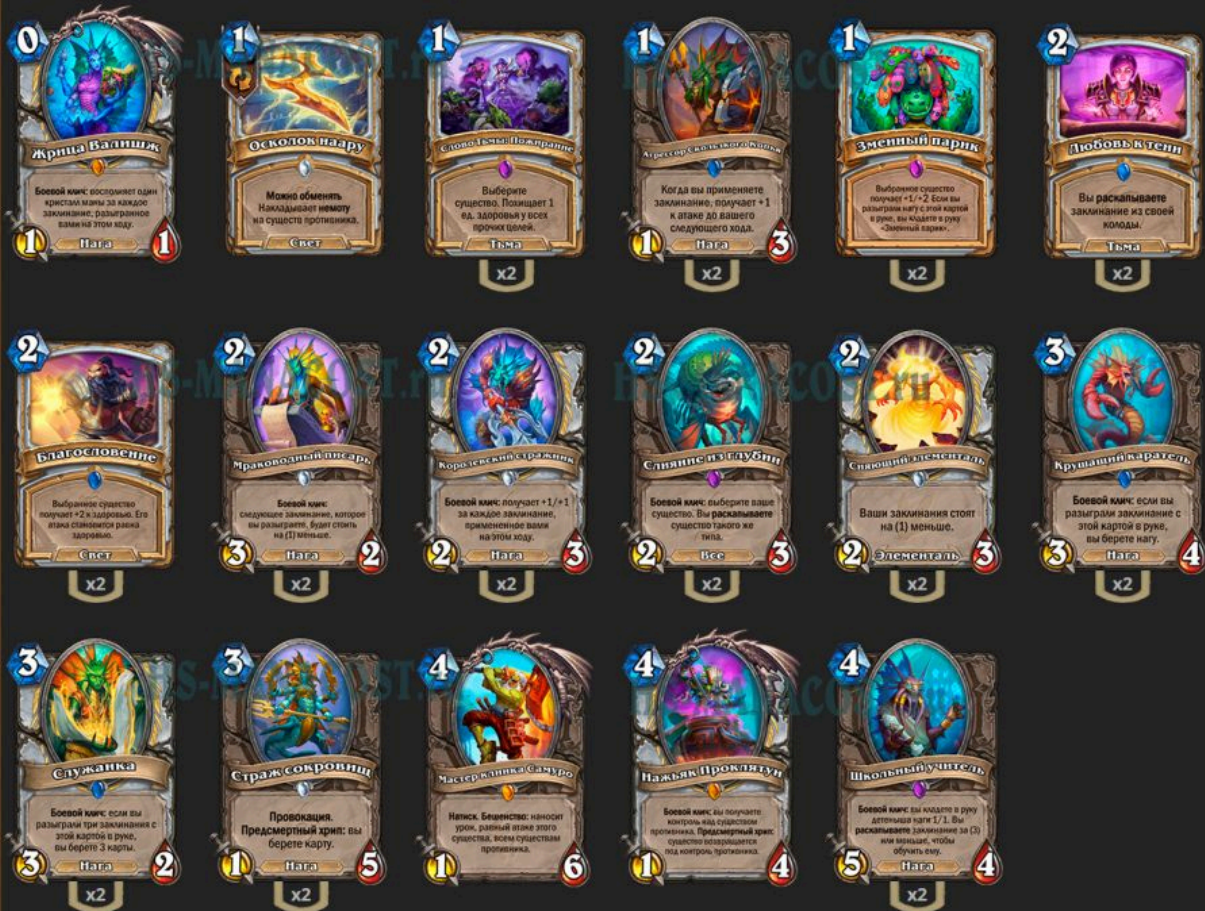 0
Жрица Валишж
Боевой клич: восполняет один
кристалл маны за каждое
заклинание, разыгранное
вами на этом ходу.
1
Нага
1
1
Осколок наару
Можно обменять
Накладывает немоту
на существ противника.
Свет
1
Слово Тьмы: Пожирание
Выберите
существо. Похищает 1
ед. здоровья у всех
прочих целей.
Тьма
x2
1
Агрессор Скользкого Копья
Когда вы применяете
заклинание, получает +1
к атаке до вашего
следующего хода.
1
Нага
3
x2
1
Змеиный парик
Выбранное существо
получает +1/+2 Если вы
разыграли нагу с этой картой
в руке, вы кладете в руку
«Змеиный парик».
x2
2
Любовь к тени
Вы раскапываете
заклинание из своей
колоды.
Тьма
x2
2
Благословение
Выбранное существо
получает +2 к здоровью. Его
атака становится равна
здоровью.
Свет
x2
2
Мраководный писарь
Боевой клич:
следующее заклинание, которое
вы разыграете, будет стоить
на (1) меньше.
3
Нага
2
x2
2
Королевский стражник
Боевой клич: получает +1/+1
за каждое заклинание,
примененное вами
на этом ходу.
2
Нага
3
x2
2
Слияние из глубин
Боевой клич: выберите ваше
существо. Вы раскапываете
существо такого же
типа.
2
Все
3
x2
2
Сияющий элементаль
Ваши заклинания стоят
на (1) меньше.
2
Элементаль
3
x2
3
Крушащий каратель
Боевой клич: если вы
разыграли заклинание с
этой картой в руке,
вы берете нагу.
3
Нага
4
x2
3
Служанка
Боевой клич: если вы
разыграли три заклинания с
этой картой в руке,
вы берете 3 карты.
3
Нага
2
x2
3
Страж сокровищ
Провокация.
Предсмертный хрип: вы
берете карту.
1
Нага
5
x2
4
Мастер клинка Самуро
Натиск. Бешенство: наносит
урон, равный атаке этого
существа, всем существам
противника.
1
6
4
Нажьяк Проклятун
Боевой клич: вы получаете
контроль над существом
противника. Предсмертный хрип:
существо возвращается
под контроль противника.
1
4
4
Школьный учитель
Боевой клич: вы кладете в руку
детеныша наги 1/1. Вы
раскапываете заклинание за (3)
или меньше, чтобы
обучить ему.
5
Нага
4
x2